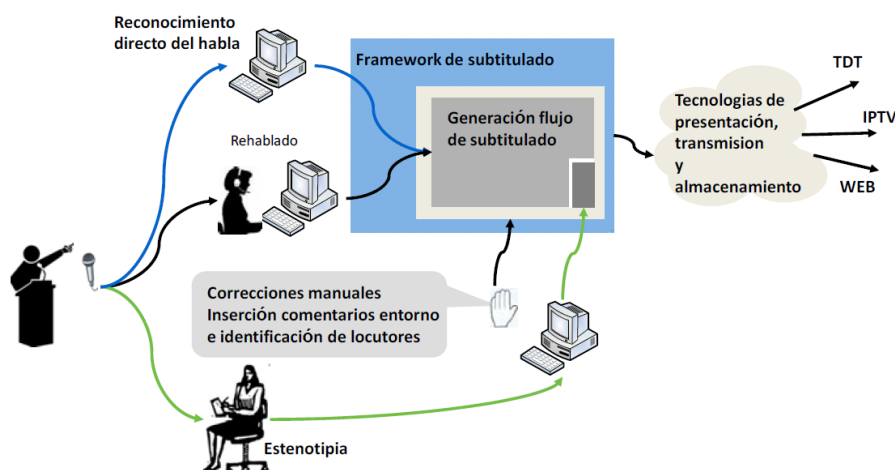 Reconocimiento
directo del habla
Framework de subtitulado
Generación flujo
de subtitulado
Rehablado
Tecnologias de
presentación,
transmision
y
almacenamiento
TDT
IPTV
WEB
Correcciones manuales
Inserción comentarios entorno
e identificación de locutores
Estenotipia